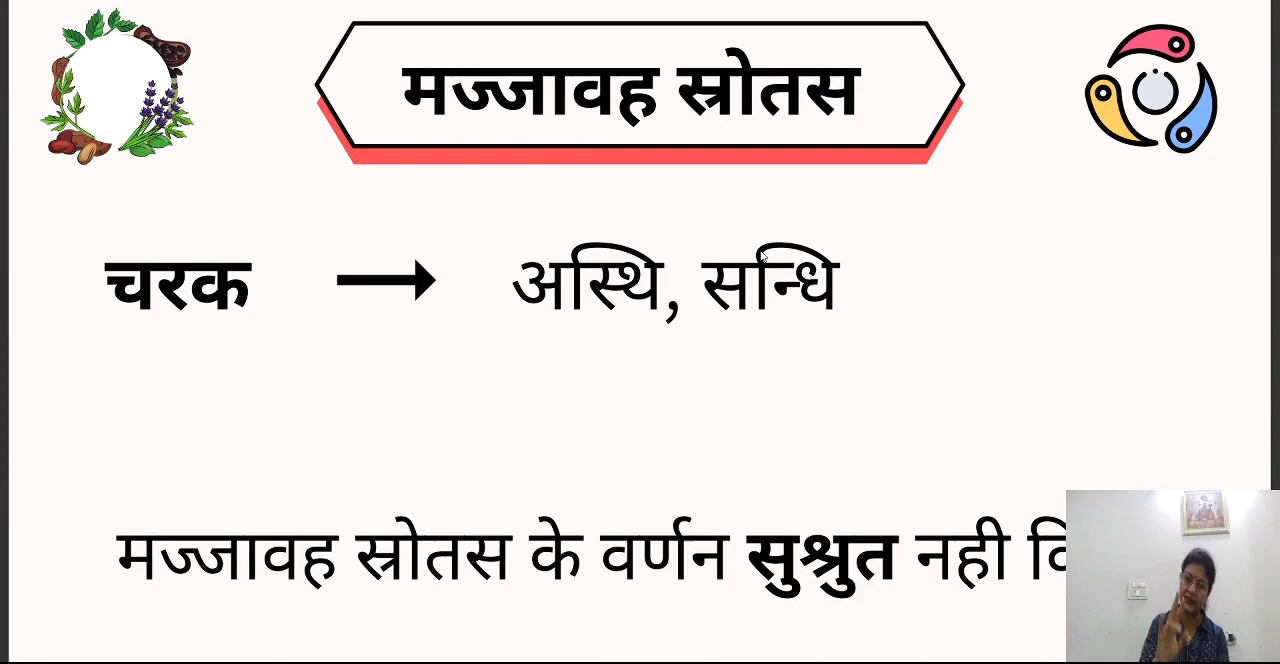 मज्जावह स्रोतस
चरक → अस्थि, सन्धि
मज्जावह स्रोतस के वर्णन सुश्रुत नही